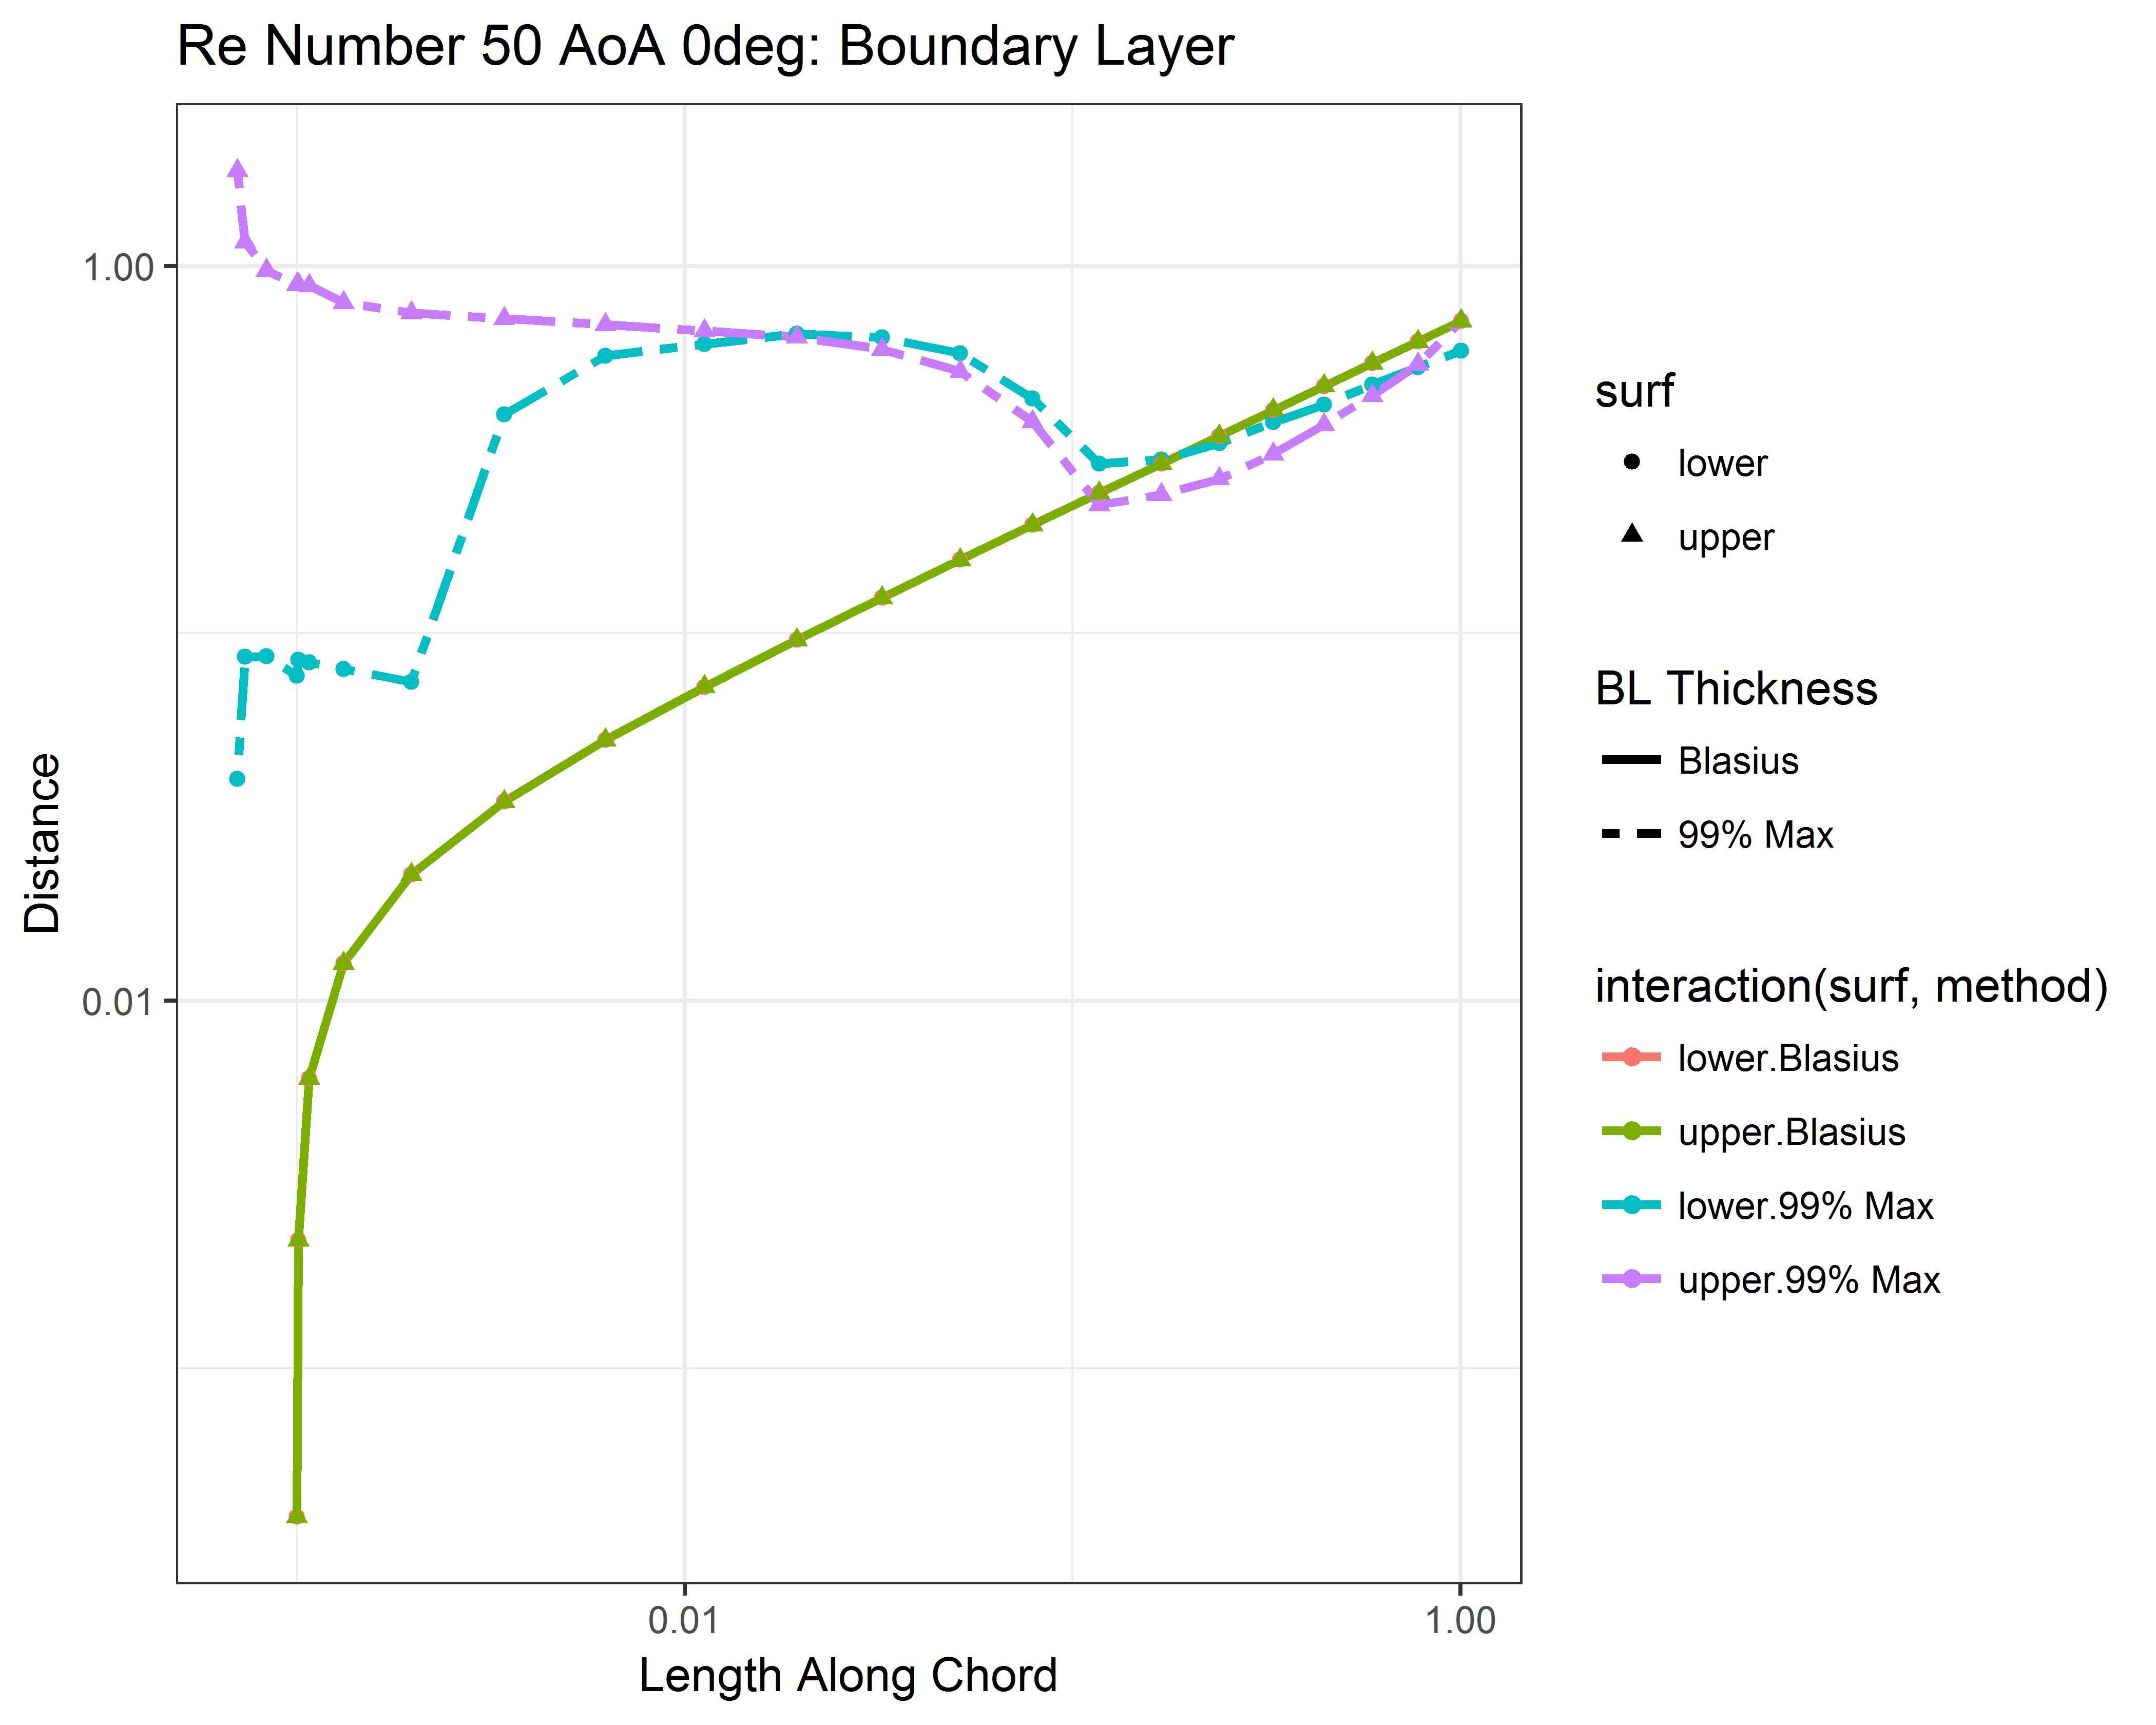 Re Number 50 AoA 0deg: Boundary Layer
1.00
0.01
Distance
0.01
1.00
Length Along Chord
surf
lower
upper
BL Thickness
Blasius
99% Max
interaction(surf, method)
lower.Blasius
upper.Blasius
lower.99% Max
upper.99% Max